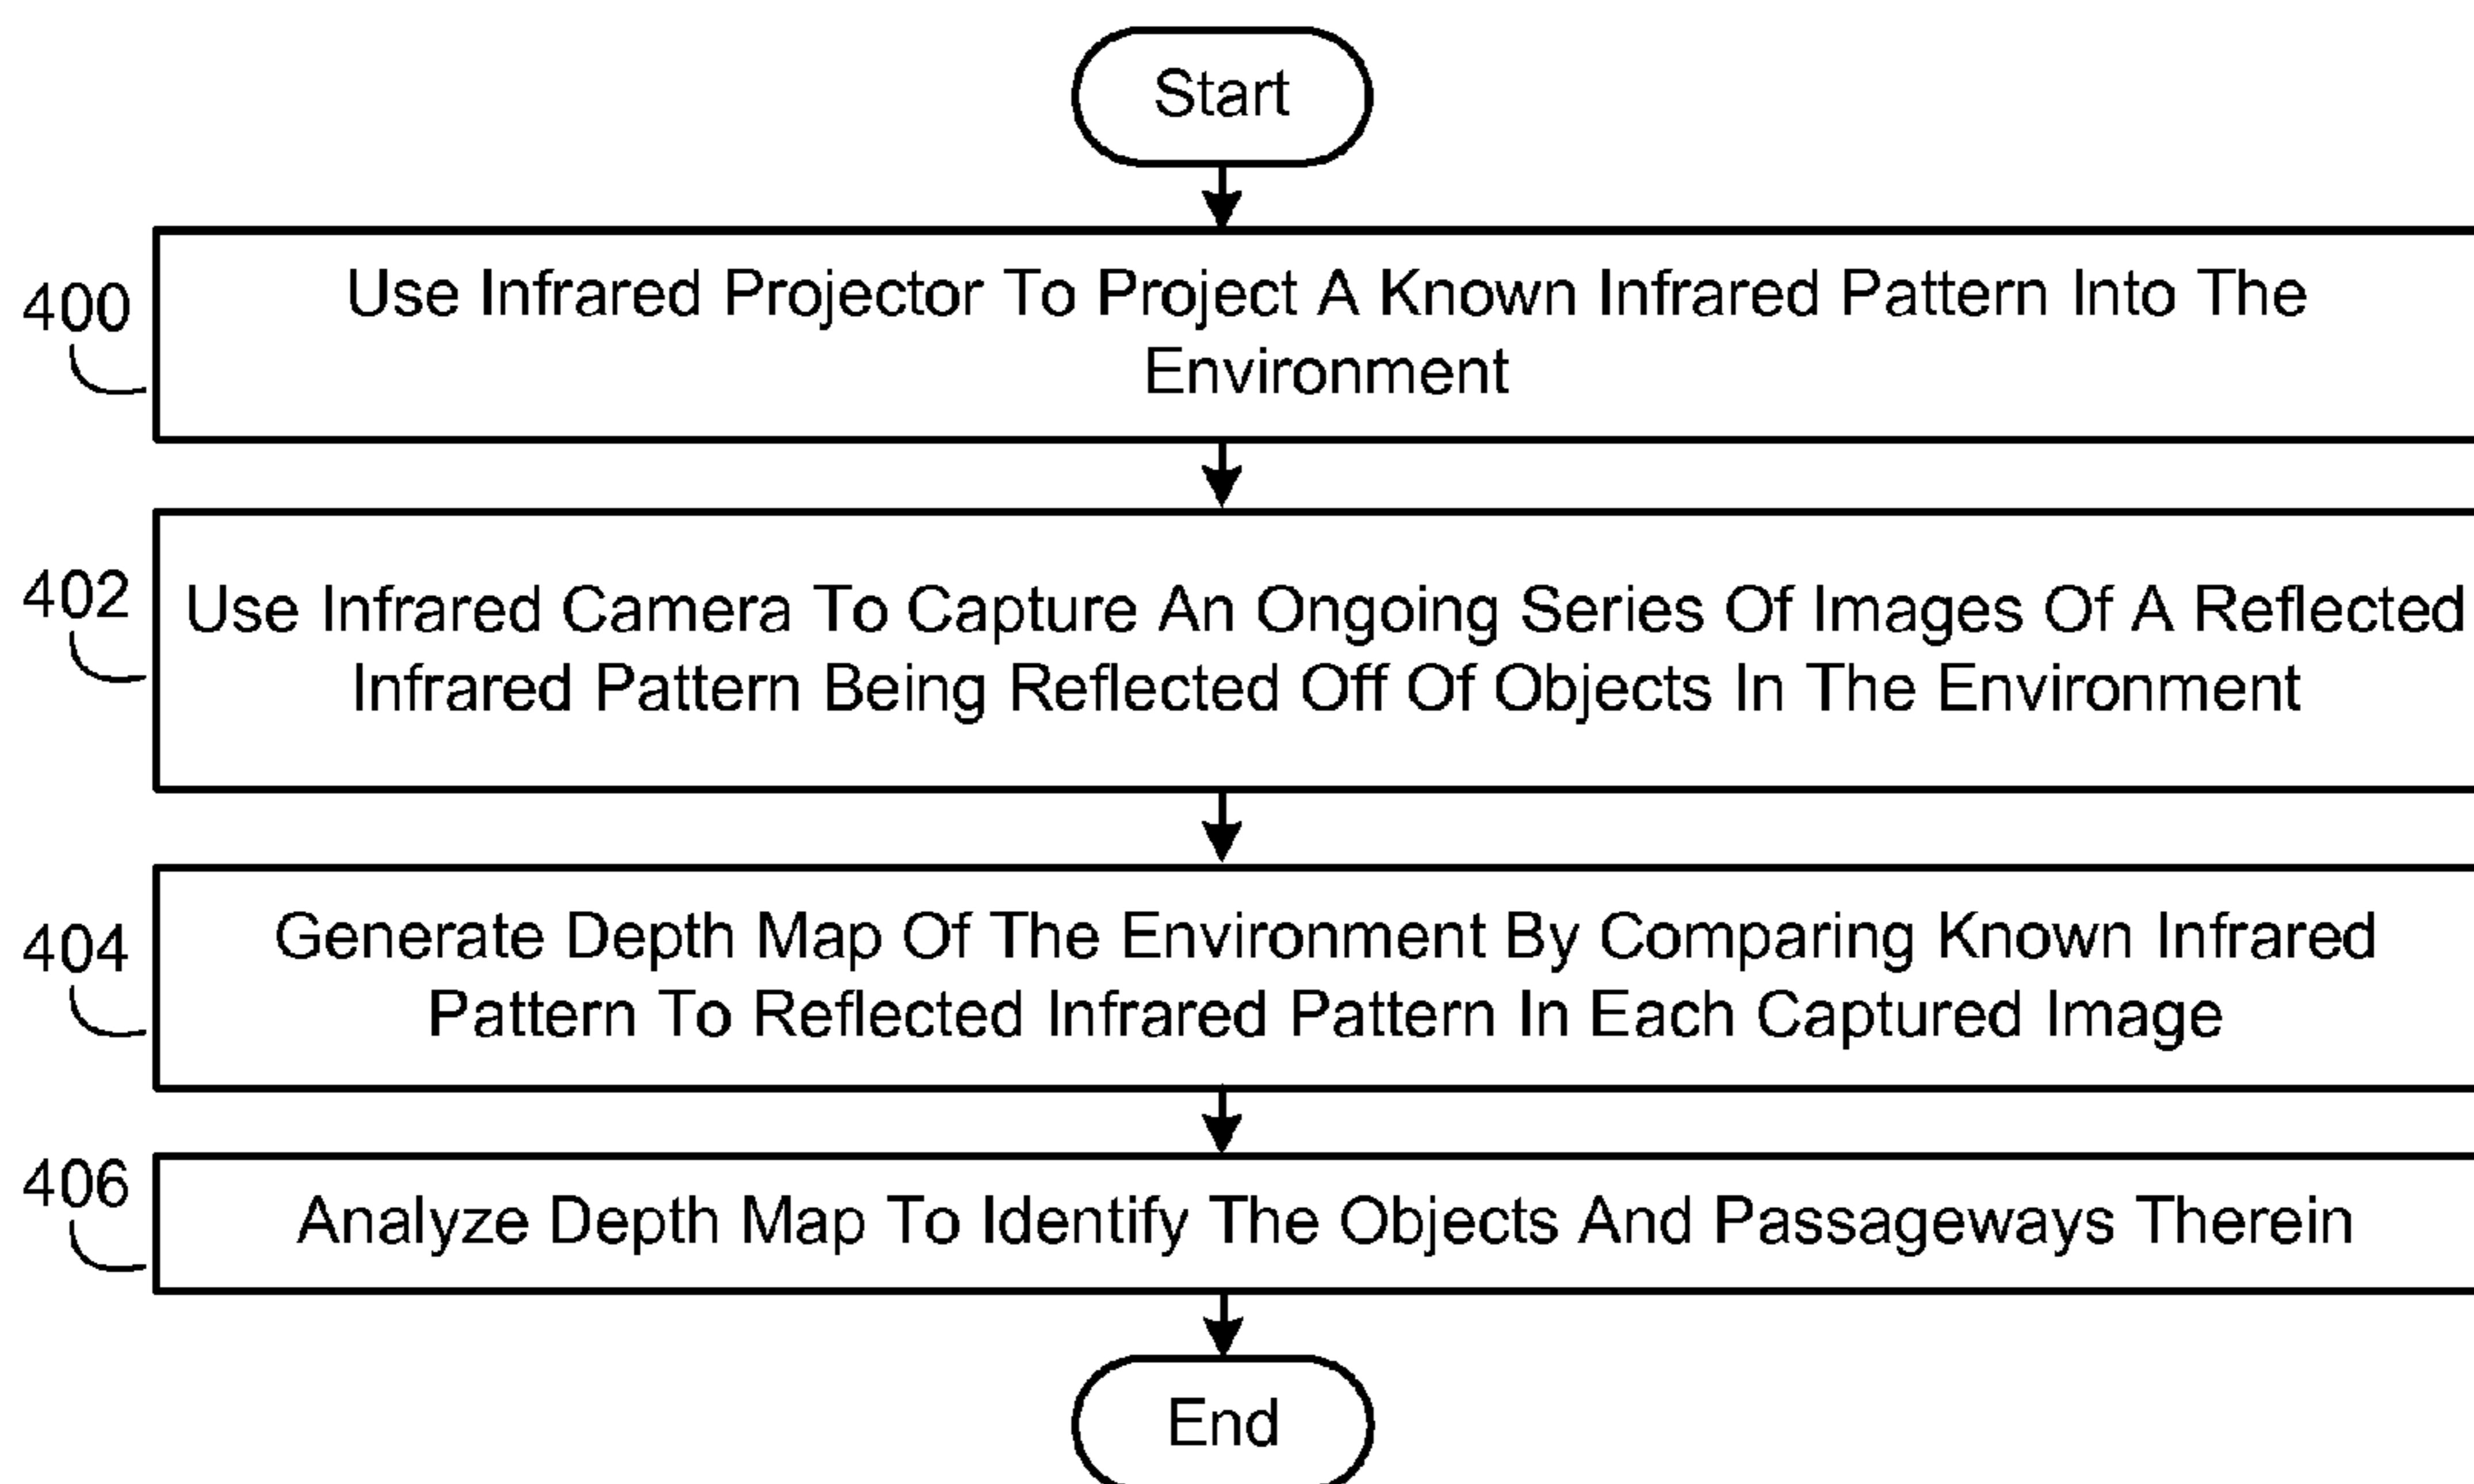 Start
400
Use Infrared Projector To Project A Known Infrared Pattern Into The
Environment
402
Use Infrared Camera To Capture An Ongoing Series Of Images Of A Reflected
Infrared Pattern Being Reflected Off Of Objects In The Environment
404
Generate Depth Map Of The Environment By Comparing Known Infrared
Pattern To Reflected Infrared Pattern In Each Captured Image
406
Analyze Depth Map To Identify The Objects And Passageways Therein
End